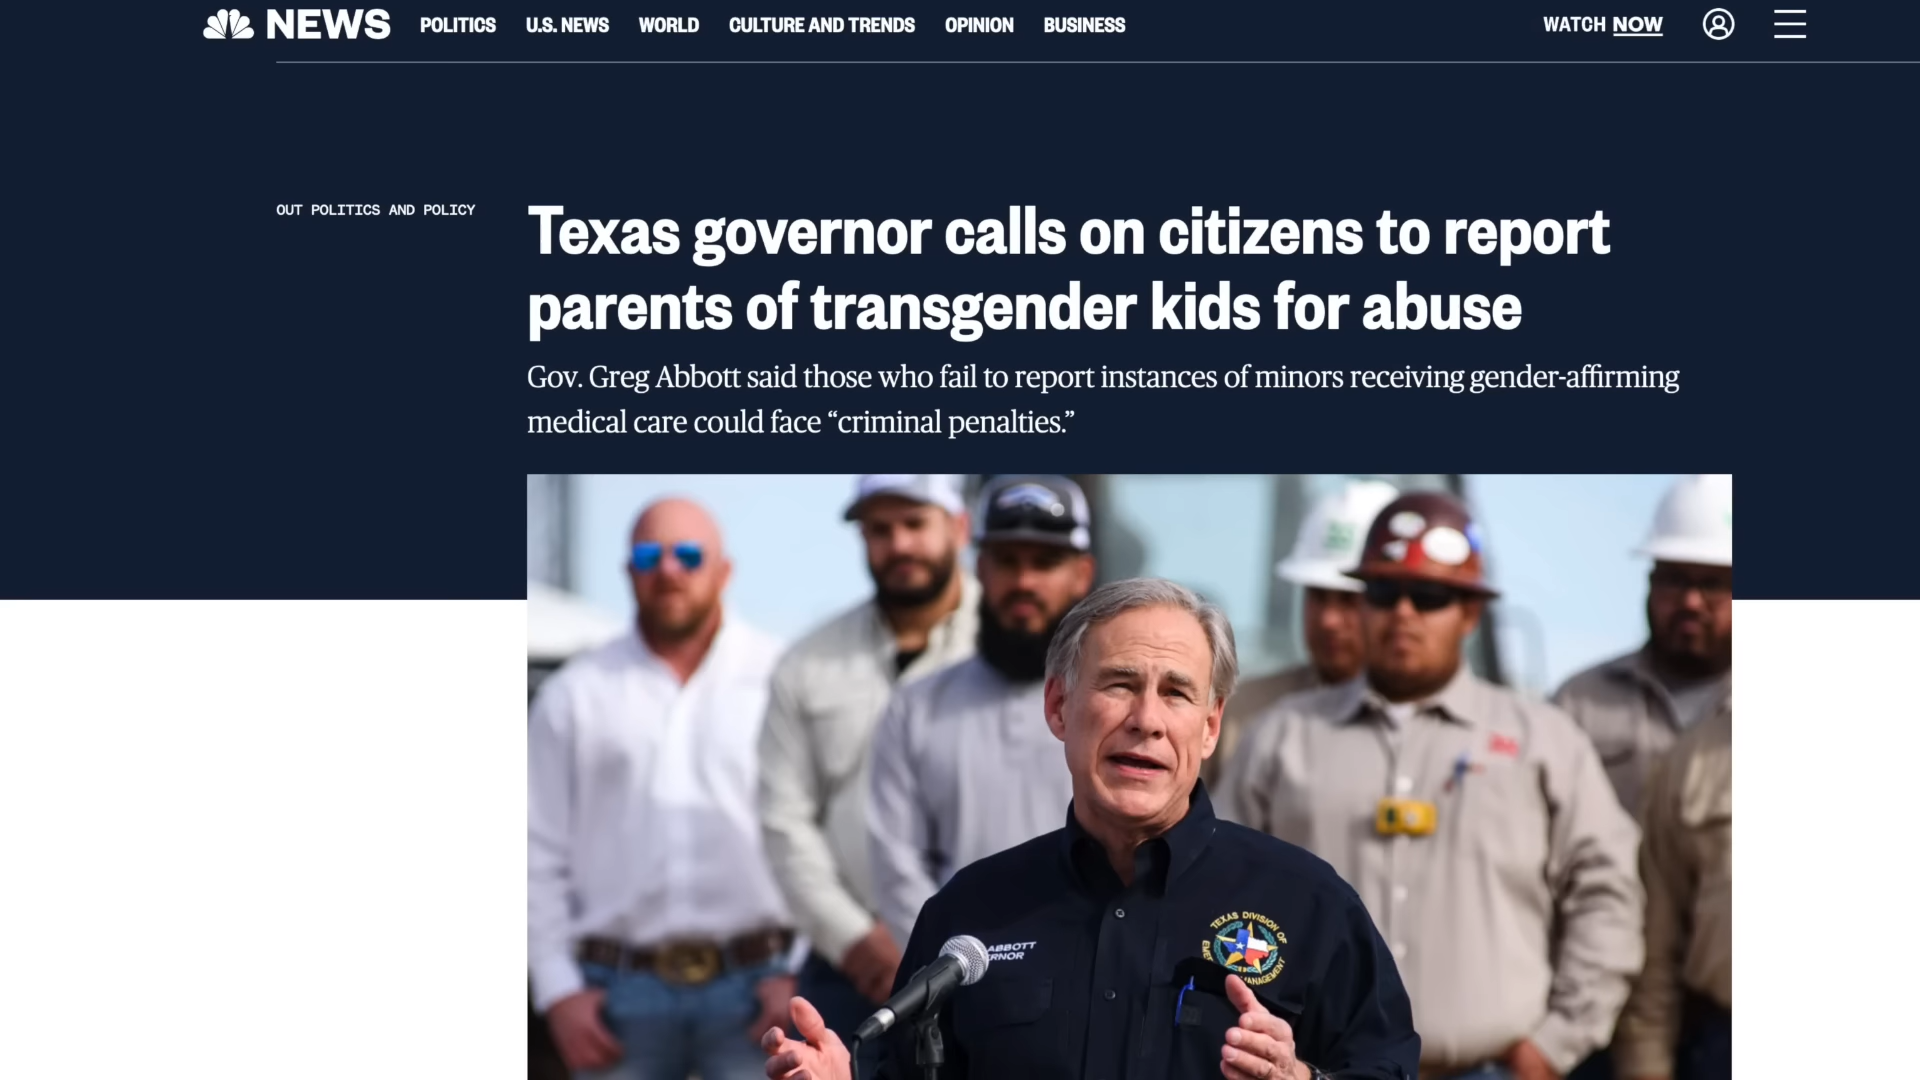 NEWS POLITICS U.S. NEWS WORLD CULTURE AND TRENDS OPINION BUSINESS WATCH NOW
OUT POLITICS AND POLICY
Texas governor calls on citizens to report
parents of transgender kids for abuse
Gov. Greg Abbott said those who fail to report instances of minors receiving gender-affirming
medical care could face “criminal penalties.”
TEXAS DIVISION OF
MANAGEMENT
ABBOTT